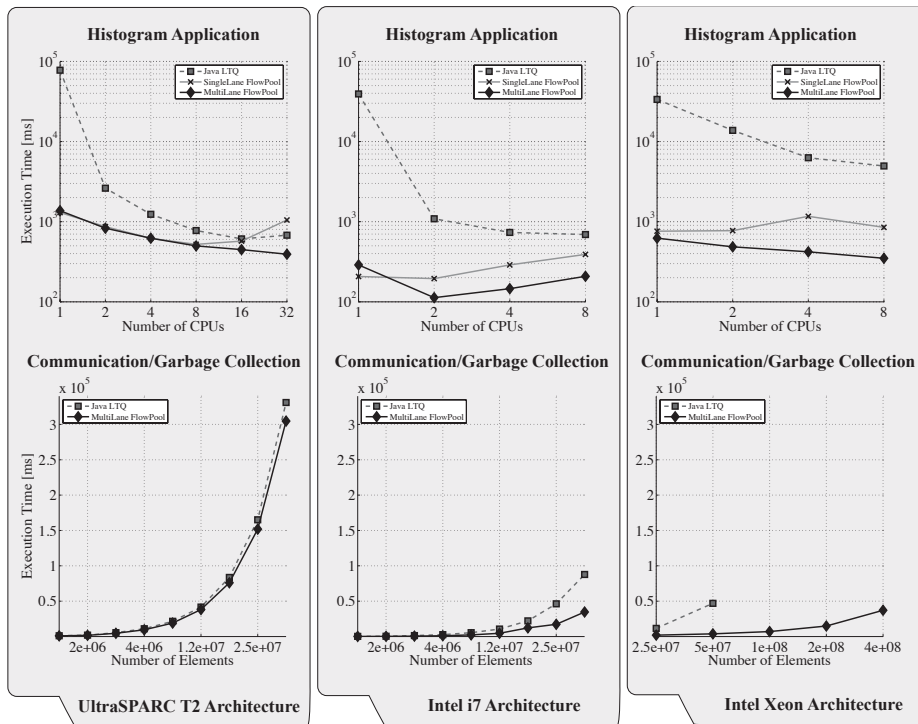 Histogram Application
Java LTQ
SingleLane FlowPool
MultiLane FlowPool
10^5
10^4
10^3
10^2
Execution Time [ms]
1 2 4 8 16 32
Number of CPUs
Histogram Application
Java LTQ
SingleLane FlowPool
MultiLane FlowPool
10^5
10^4
10^3
10^2
1 2 4 8
Number of CPUs
Histogram Application
Java LTQ
SingleLane FlowPool
MultiLane FlowPool
10^5
10^4
10^3
10^2
1 2 4 8
Number of CPUs
Communication/Garbage Collection
x 10^5
Java LTQ
MultiLane FlowPool
3
2.5
2
1.5
1
0.5
Execution Time [ms]
2e+06 4e+06 1.2e+07 2.5e+07
Number of Elements
UltraSPARC T2 Architecture
Communication/Garbage Collection
x 10^5
Java LTQ
MultiLane FlowPool
3
2.5
2
1.5
1
0.5
2e+06 4e+06 1.2e+07 2.5e+07
Number of Elements
Intel i7 Architecture
Communication/Garbage Collection
x 10^5
Java LTQ
MultiLane FlowPool
3
2.5
2
1.5
1
0.5
2.5e+07 5e+07 1e+08 2e+08 4e+08
Number of Elements
Intel Xeon Architecture